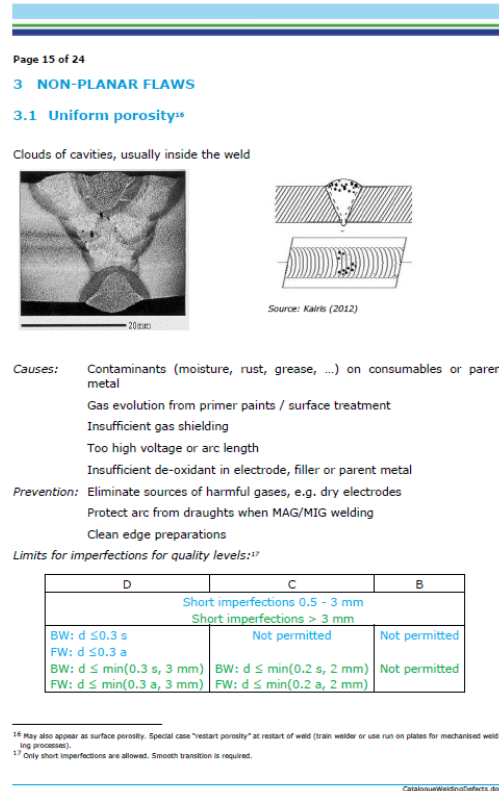 Page 15 of 24
3 NON-PLANAR FLAWS
3.1 Uniform porosity¹⁶
Clouds of cavities, usually inside the weld
20mm
Source: Kairis (2012)
Causes: Contaminants (moisture, rust, grease, …) on consumables or paren
metal
Gas evolution from primer paints / surface treatment
Insufficient gas shielding
Too high voltage or arc length
Insufficient de-oxidant in electrode, filler or parent metal
Prevention: Eliminate sources of harmful gases, e.g. dry electrodes
Protect arc from draughts when MAG/MIG welding
Clean edge preparations
Limits for imperfections for quality levels:¹⁷
D C B
Short imperfections 0.5 - 3 mm
Short imperfections > 3 mm
BW: d ≤0.3 s Not permitted Not permitted
FW: d ≤0.3 a
BW: d ≤ min(0.3 s, 3 mm) BW: d ≤ min(0.2 s, 2 mm) Not permitted
FW: d ≤ min(0.3 a, 3 mm) FW: d ≤ min(0.2 a, 2 mm)
¹⁶ May also appear as surface porosity. Special case "restart porosity" at restart of weld (train welder or use run on plates for mechanised weld
ing processes).
¹⁷ Only short imperfections are allowed. Smooth transition is required.
CatalogueWeldingDefects.do